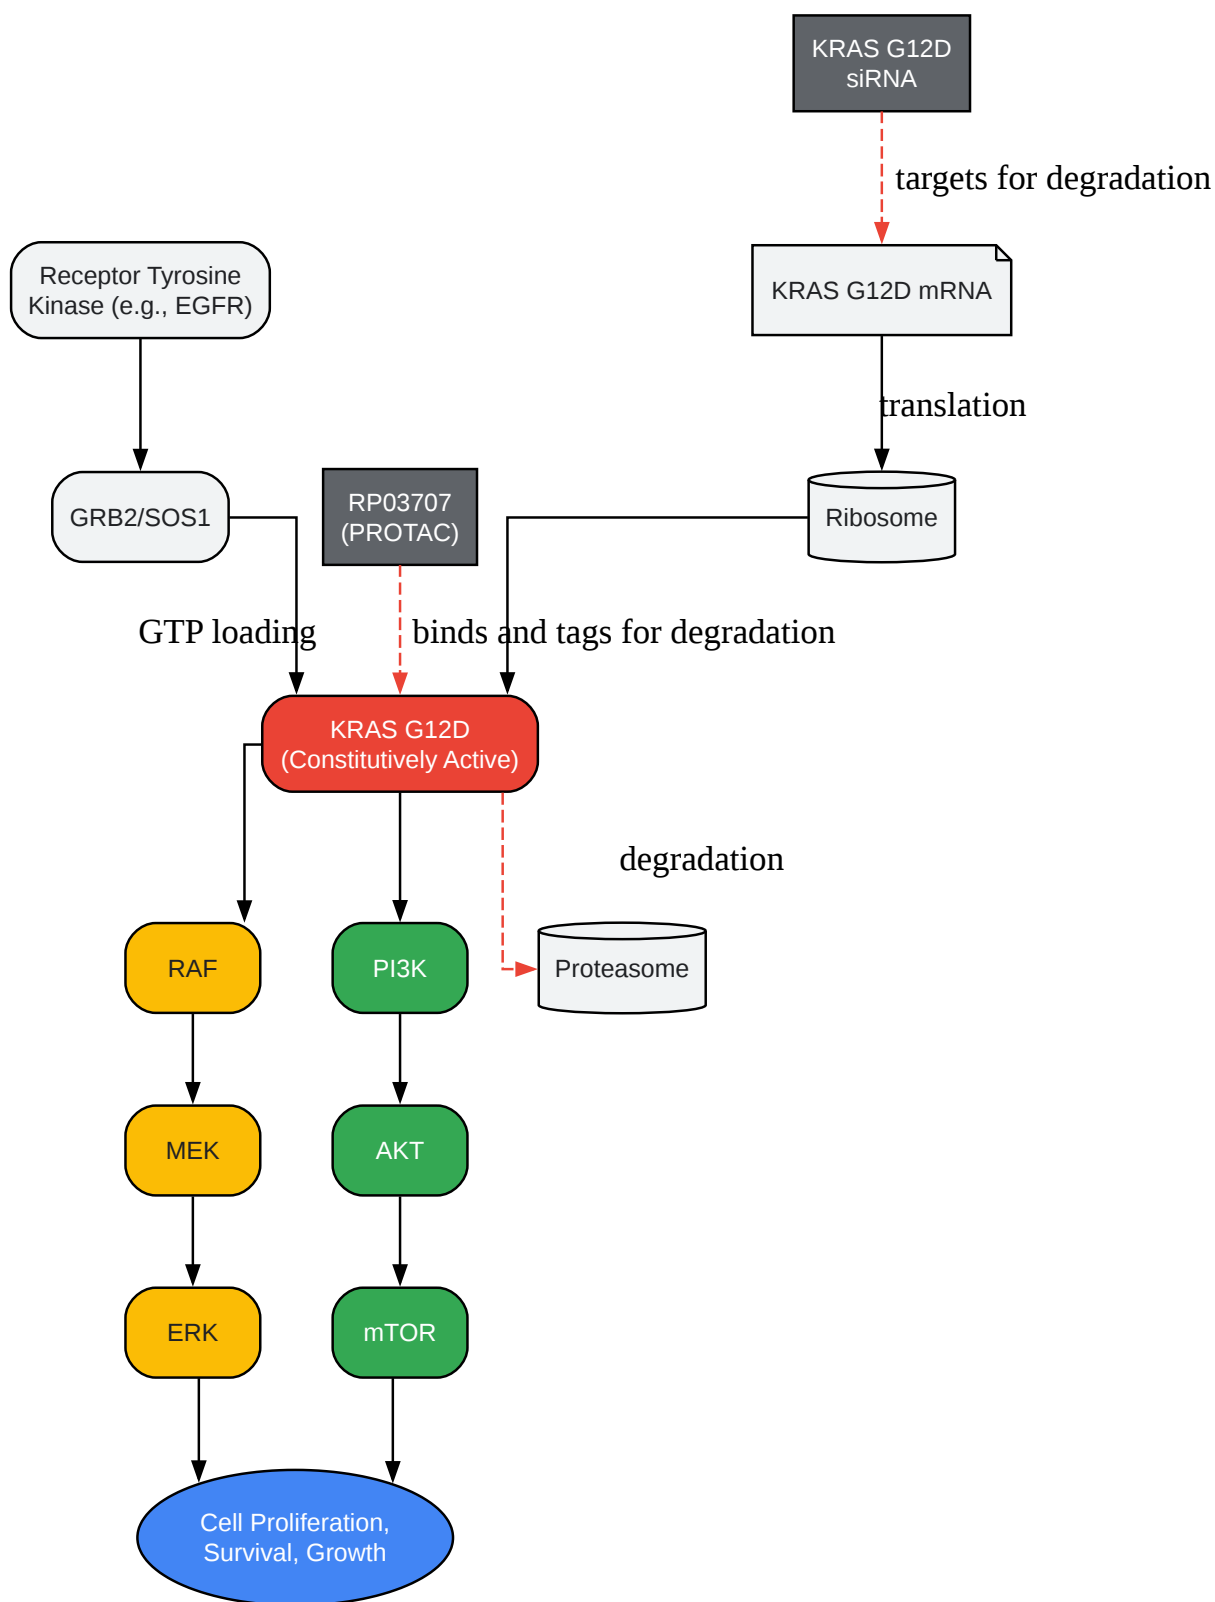 KRAS G12D
siRNA
targets for degradation
Receptor Tyrosine
Kinase (e.g., EGFR)
KRAS G12D mRNA
translation
GRB2/SOS1
RP03707
(PROTAC)
Ribosome
GTP loading
binds and tags for degradation
KRAS G12D
(Constitutively Active)
degradation
RAF
PI3K
Proteasome
MEK
AKT
ERK
mTOR
Cell Proliferation,
Survival, Growth